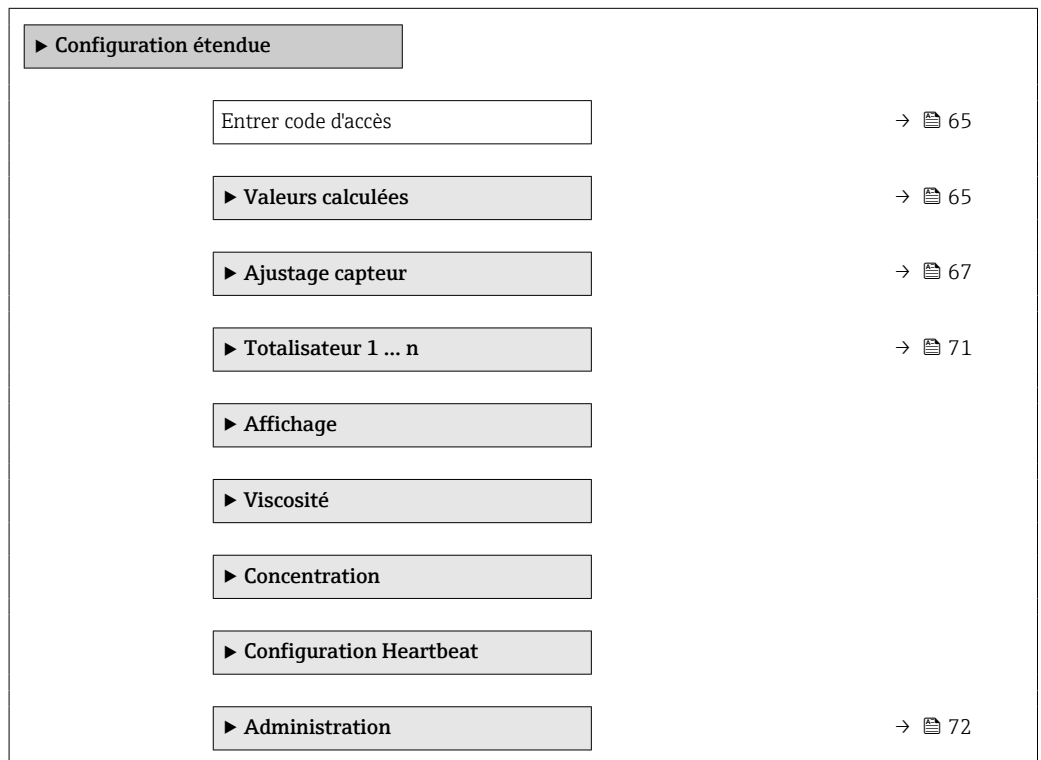 ▶ Configuration étendue
Entrer code d'accès → 65
▶ Valeurs calculées → 65
▶ Ajustage capteur → 67
▶ Totalisateur 1 ... n → 71
▶ Affichage
▶ Viscosité
▶ Concentration
▶ Configuration Heartbeat
▶ Administration → 72